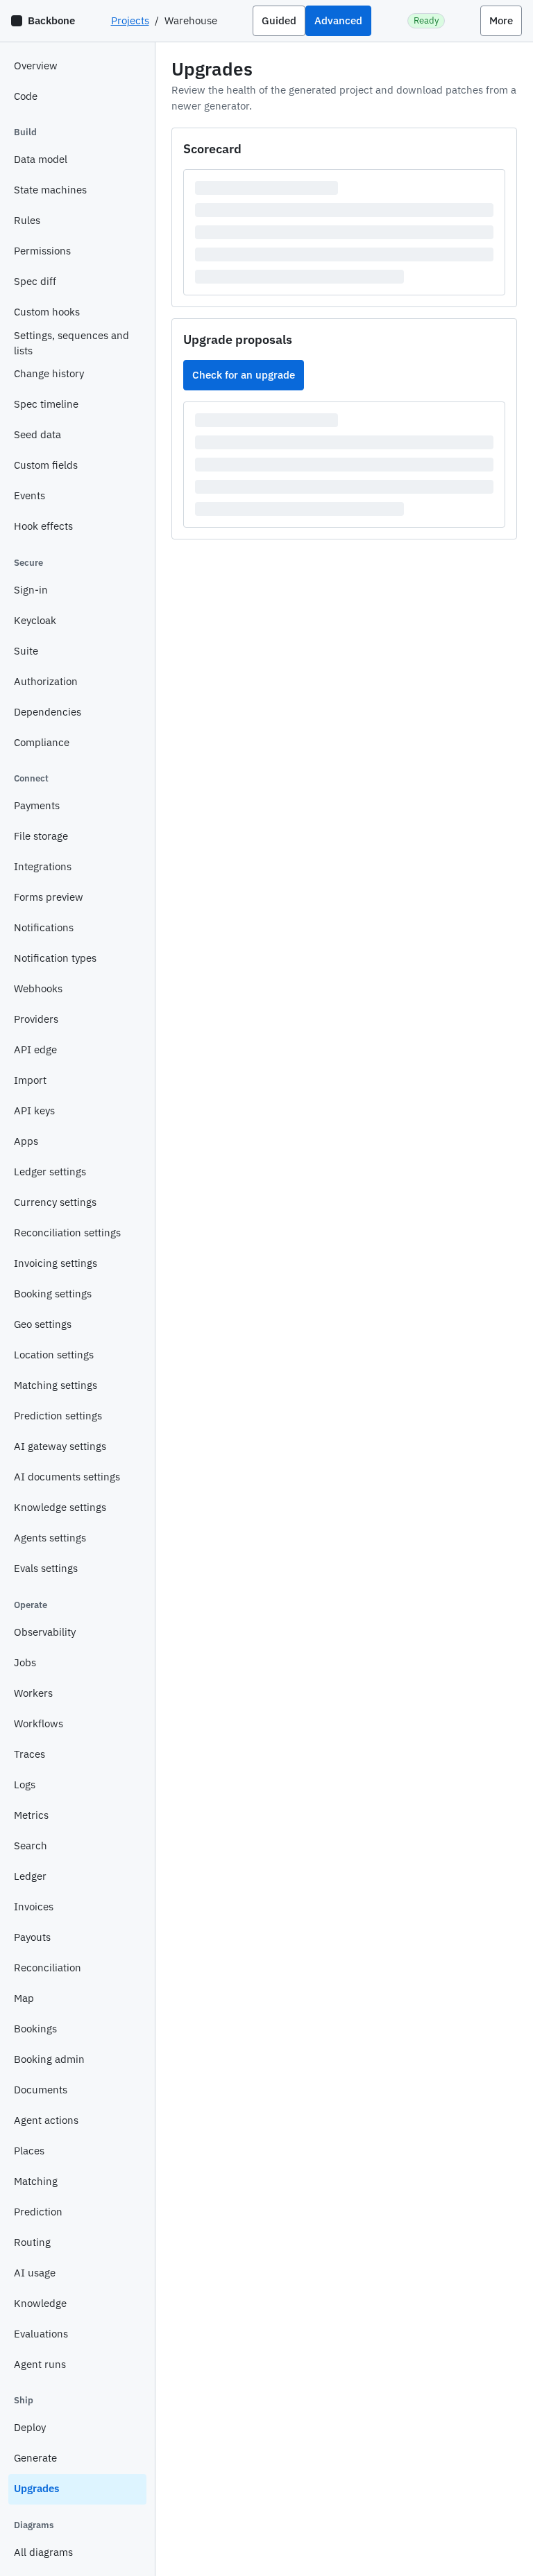 Backbone
Projects / Warehouse
Guided
Advanced
Ready
More
Overview
Code
Build
Data model
State machines
Rules
Permissions
Spec diff
Custom hooks
Settings, sequences and
lists
Change history
Spec timeline
Seed data
Custom fields
Events
Hook effects
Secure
Sign-in
Keycloak
Suite
Authorization
Dependencies
Compliance
Connect
Payments
File storage
Integrations
Forms preview
Notifications
Notification types
Webhooks
Providers
API edge
Import
API keys
Apps
Ledger settings
Currency settings
Reconciliation settings
Invoicing settings
Booking settings
Geo settings
Location settings
Matching settings
Prediction settings
AI gateway settings
AI documents settings
Knowledge settings
Agents settings
Evals settings
Operate
Observability
Jobs
Workers
Workflows
Traces
Logs
Metrics
Search
Ledger
Invoices
Payouts
Reconciliation
Map
Bookings
Booking admin
Documents
Agent actions
Places
Matching
Prediction
Routing
AI usage
Knowledge
Evaluations
Agent runs
Ship
Deploy
Generate
Upgrades
Diagrams
All diagrams
Upgrades
Review the health of the generated project and download patches from a
newer generator.
Scorecard
Upgrade proposals
Check for an upgrade